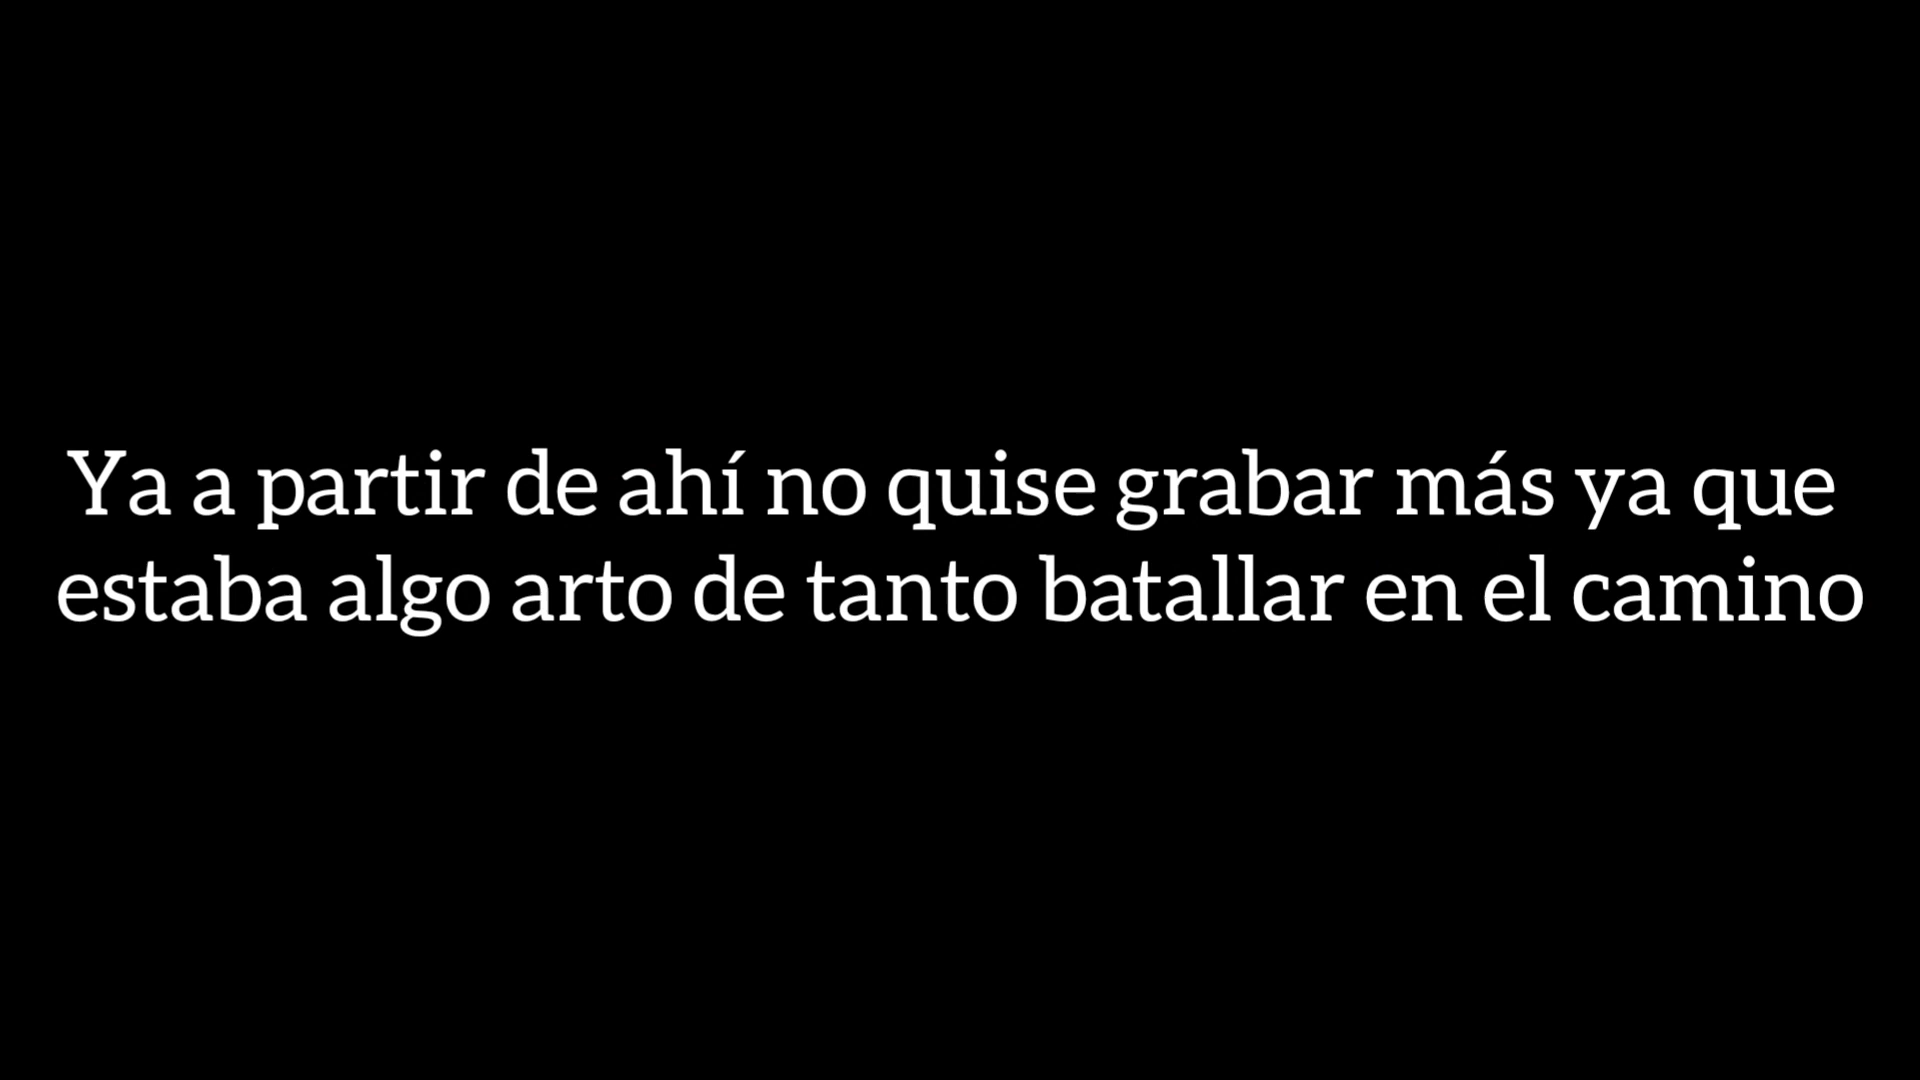 Ya a partir de ahí no quise grabar más ya que
estaba algo arto de tanto batallar en el camino